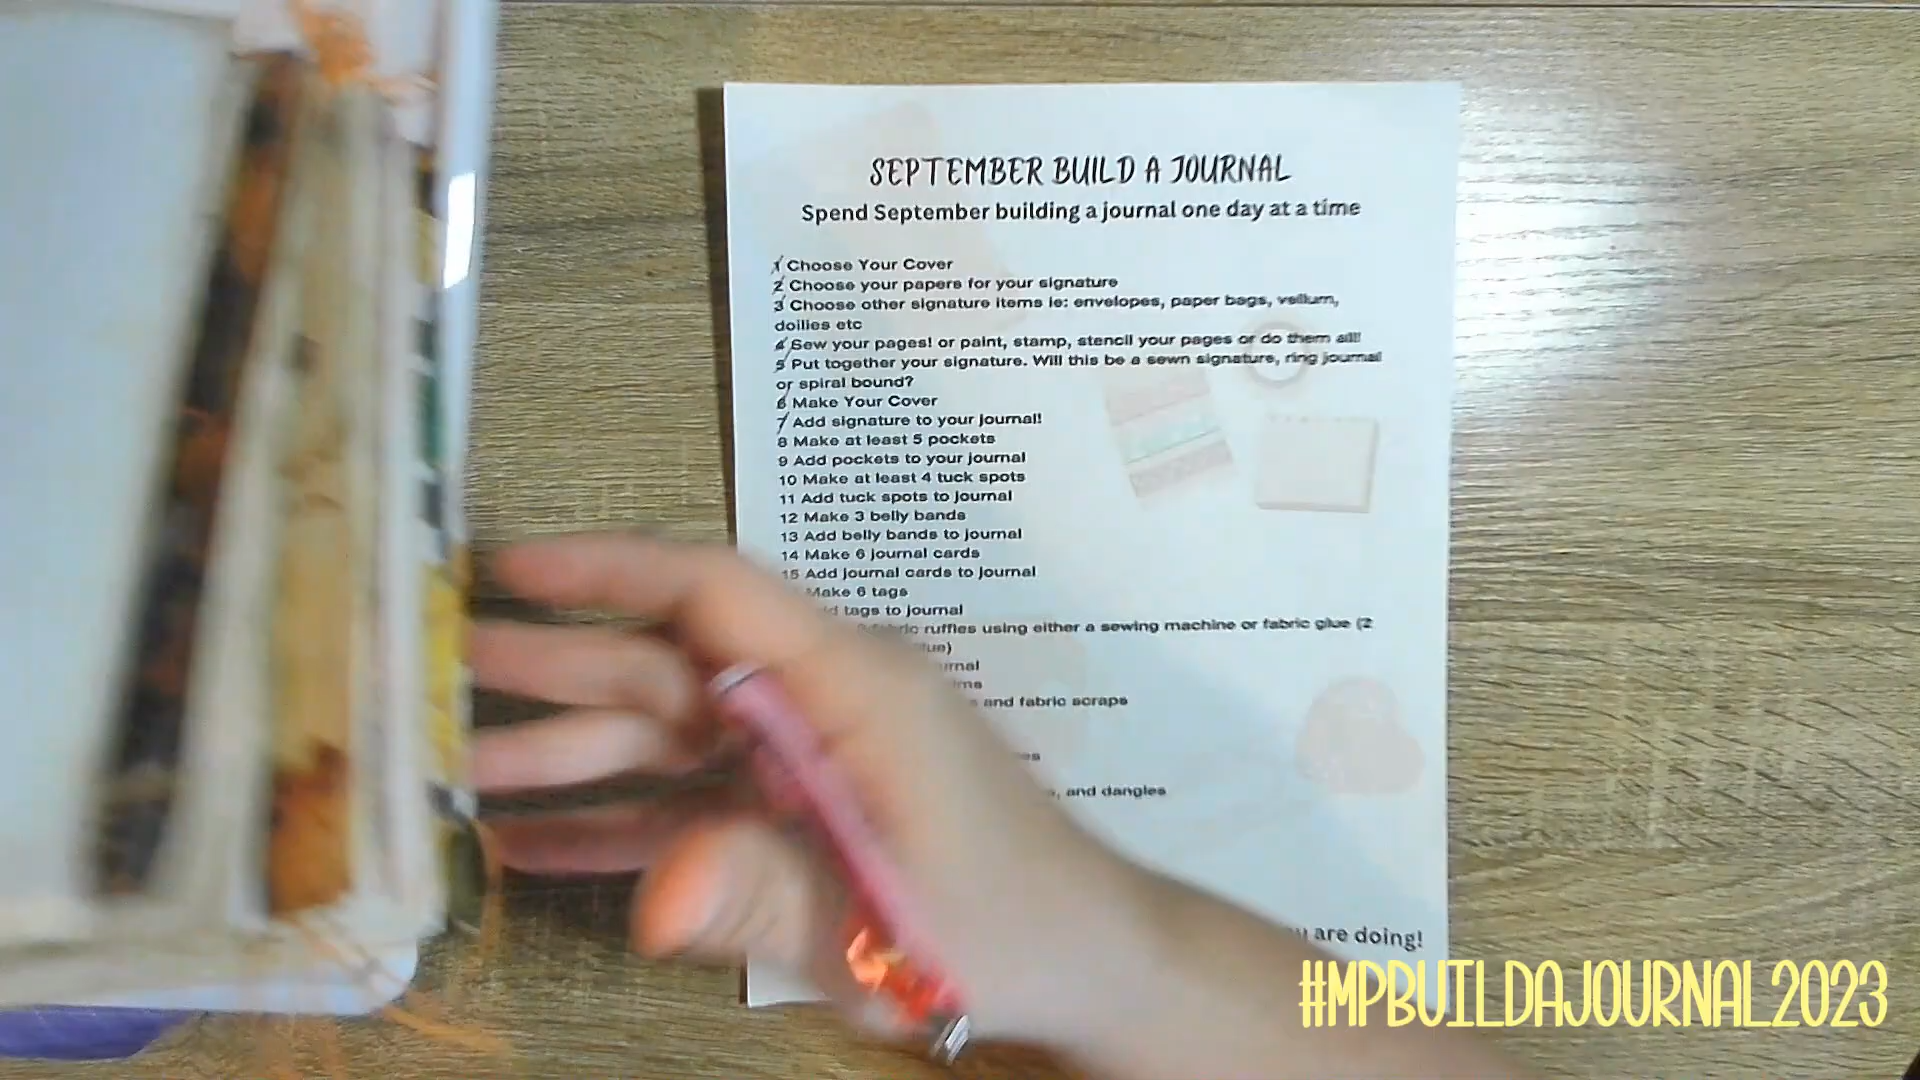 SEPTEMBER BUILD A JOURNAL
Spend September building a journal one day at a time
1 Choose Your Cover
2 Choose your papers for your signature
3 Choose other signature items ie: envelopes, paper bags, vellum,
doilies etc
4 Sew your pages! or paint, stamp, stencil your pages or do them all!
5 Put together your signature. Will this be a sewn signature, ring journal
or spiral bound?
6 Make Your Cover
7 Add signature to your journal!
8 Make at least 5 pockets
9 Add pockets to your journal
10 Make at least 4 tuck spots
11 Add tuck spots to journal
12 Make 3 belly bands
13 Add belly bands to journal
14 Make 6 journal cards
15 Add journal cards to journal
Make 6 tags
tags to journal
ruffles using either a sewing machine or fabric glue (2
and fabric scraps
, and dangles
are doing!
#MPBUILDAJOURNAL2023